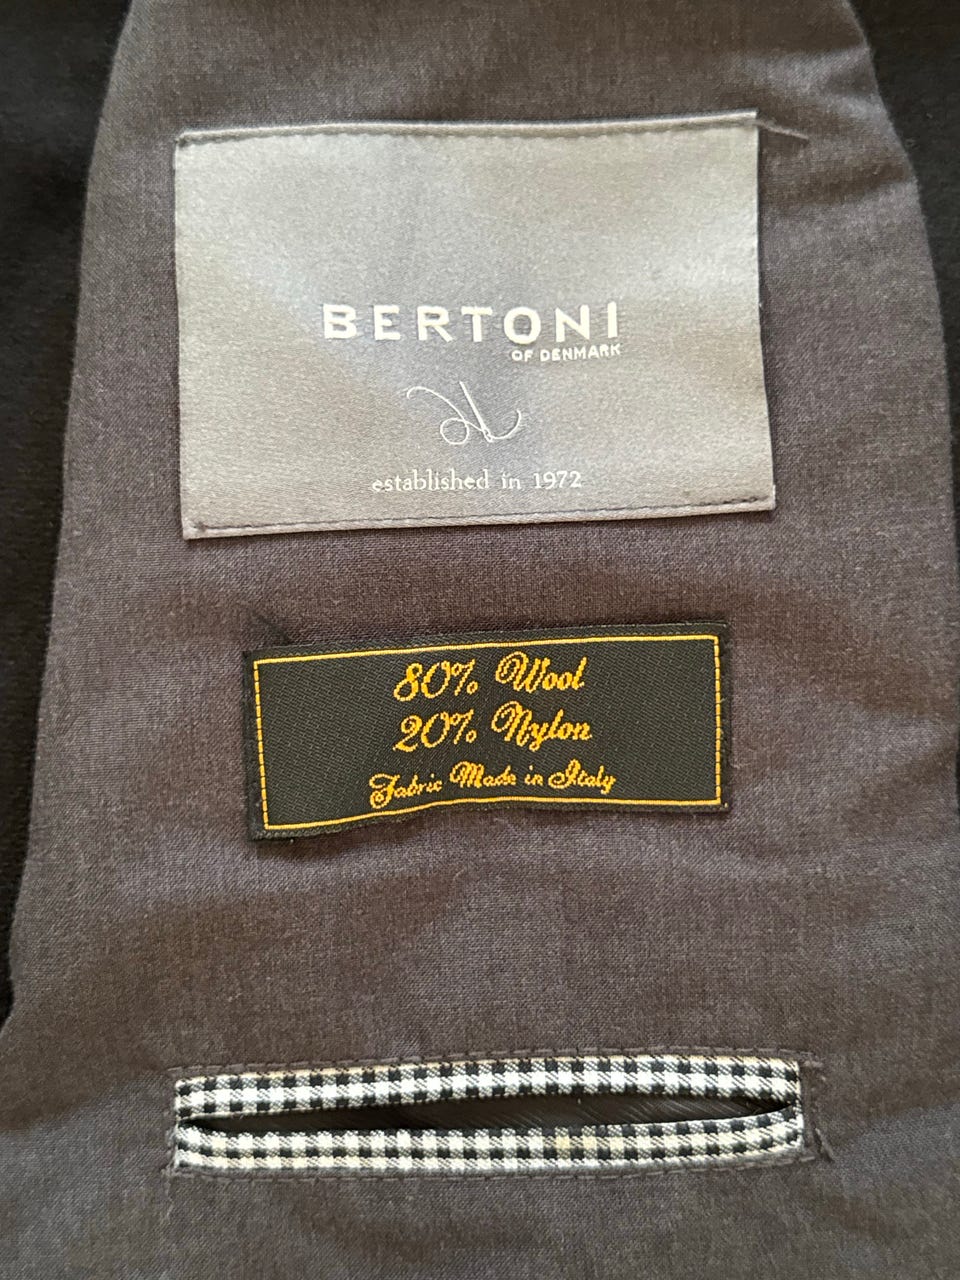 BERTONI
OF DENMARK
established in 1972
80% Wool
20% Nylon
Fabric Made in Italy